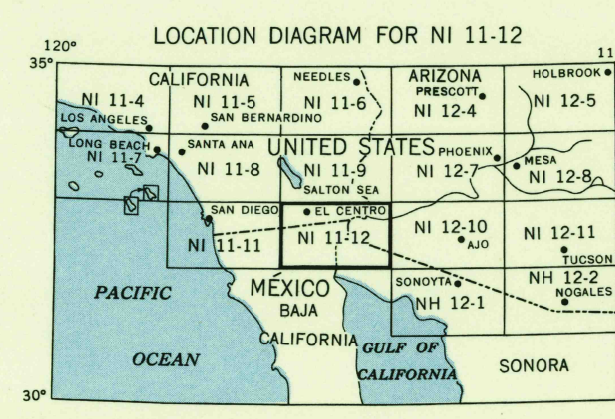 LOCATION DIAGRAM FOR NI 11-12
120°
11
35°
CALIFORNIA
NEEDLES
ARIZONA
HOLBROOK
PRESCOTT
NI 11-4
NI 11-5
NI 11-6
NI 12-4
NI 12-5
LOS ANGELES
SAN BERNARDINO
LONG BEACH
SANTA ANA
UNITED STATES
PHOENIX
MESA
NI 11-7
NI 11-8
NI 11-9
NI 12-7
NI 12-8
SALTON SEA
SAN DIEGO
EL CENTRO
NI 11-11
NI 11-12
NI 12-10
AJO
NI 12-11
TUCSON
NH 12-2
NOGALES
PACIFIC
MEXICO
SONOYTA
NH 12-1
BAJA
CALIFORNIA
GULF OF
CALIFORNIA
OCEAN
SONORA
30°